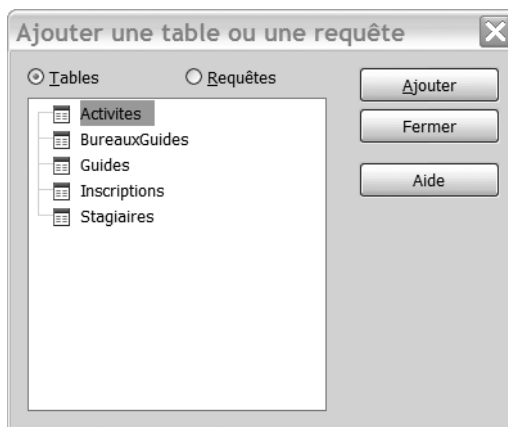 Ajouter une table ou une requête
Tables Requêtes
Ajouter
Fermer
Aide
Activites
BureauxGuides
Guides
Inscriptions
Stagiaires